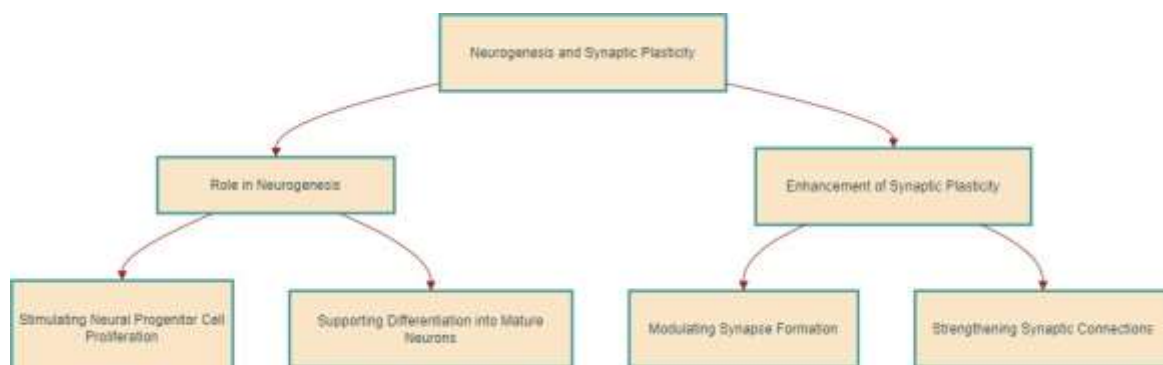 Neurogenesis and Synaptic Plasticity
Role in Neurogenesis
Enhancement of Synaptic Plasticity
Stimulating Neural Progenitor Cell
Proliferation
Supporting Differentiation into Mature
Neurons
Modulating Synapse Formation
Strengthening Synaptic Connections